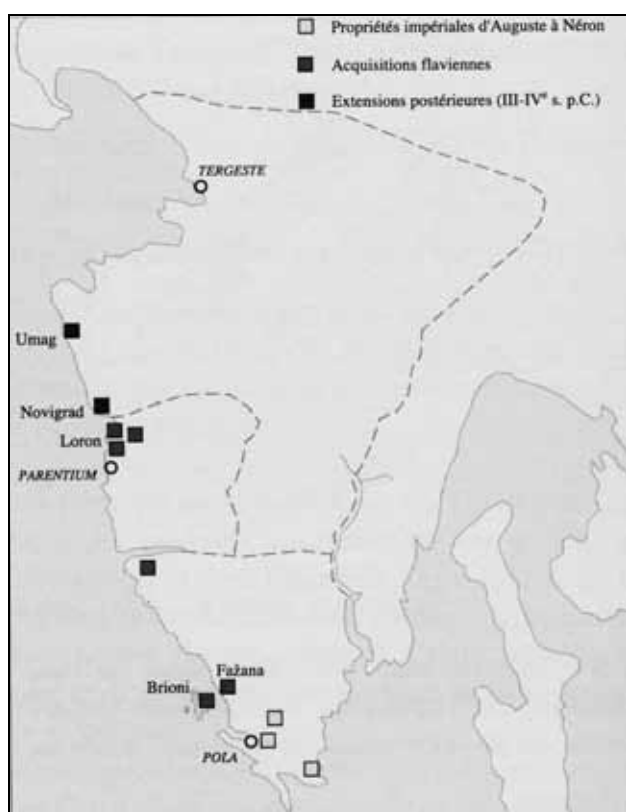 Propriétés impériales d'Auguste à Néron
Acquisitions flaviennes
Extensions postérieures (III-IVe s. p.C.)
TERGESTE
Umag
Novigrad
Loron
PARENTIUM
Fažana
Brioni
POLA